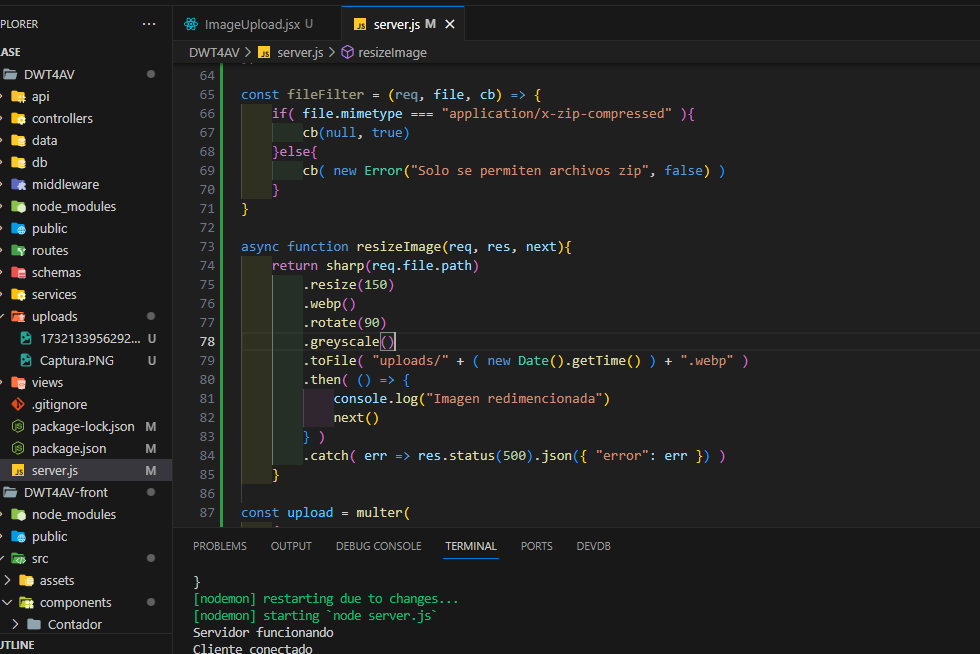 PLORER ...
ASE
DWT4AV
api
controllers
data
db
middleware
node_modules
public
routes
schemas
services
uploads
1732133956292... U
Captura.PNG U
views
.gitignore
package-lock.json M
package.json M
server.js M
DWT4AV-front
node_modules
public
src
assets
components
Contador
UTLINE
ImageUpload.jsx U
JS server.js M
DWT4AV > JS server.js > resizeImage
64
65 const fileFilter = (req, file, cb) => {
66 if( file.mimetype === "application/x-zip-compressed" ){
67 cb(null, true)
68 }else{
69 cb( new Error("Solo se permiten archivos zip", false) )
70 }
71 }
72
73 async function resizeImage(req, res, next){
74 return sharp(req.file.path)
75 .resize(150)
76 .webp()
77 .rotate(90)
78 .greyscale()
79 .toFile( "uploads/" + ( new Date().getTime() ) + ".webp" )
80 .then( () => {
81 console.log("Imagen redimencionada")
82 next()
83 } )
84 .catch( err => res.status(500).json({ "error": err }) )
85 }
86
87 const upload = multer(
PROBLEMS OUTPUT DEBUG CONSOLE TERMINAL PORTS DEVDB
}
[nodemon] restarting due to changes...
[nodemon] starting `node server.js`
Servidor funcionando
Cliente conectado